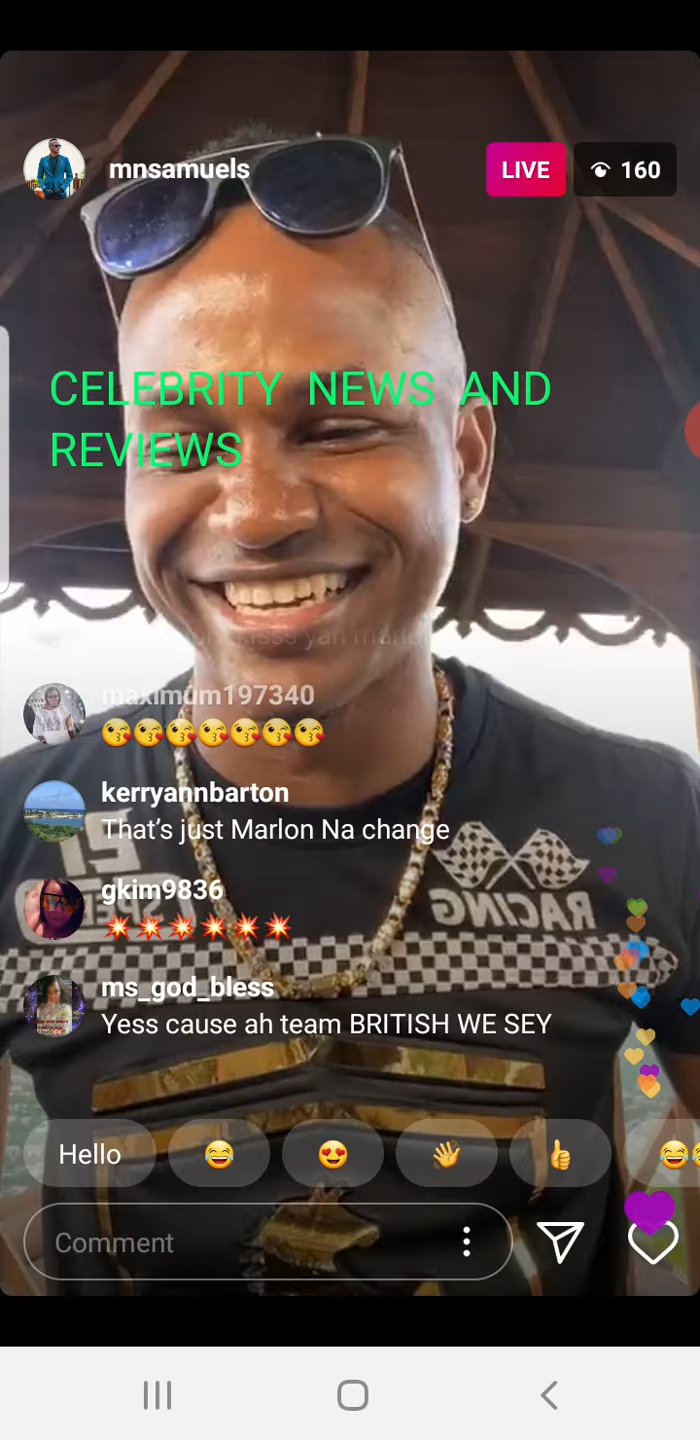 mnsamuels
LIVE
160
CELEBRITY NEWS AND
REVIEWS
maximum197340
😘😘😘😘😘😘😘
kerryannbarton
That's just Marlon Na change
gkim9836
💥💥💥💥💥💥
ms_god_bless
Yess cause ah team BRITISH WE SEY
RACING
Hello
Comment